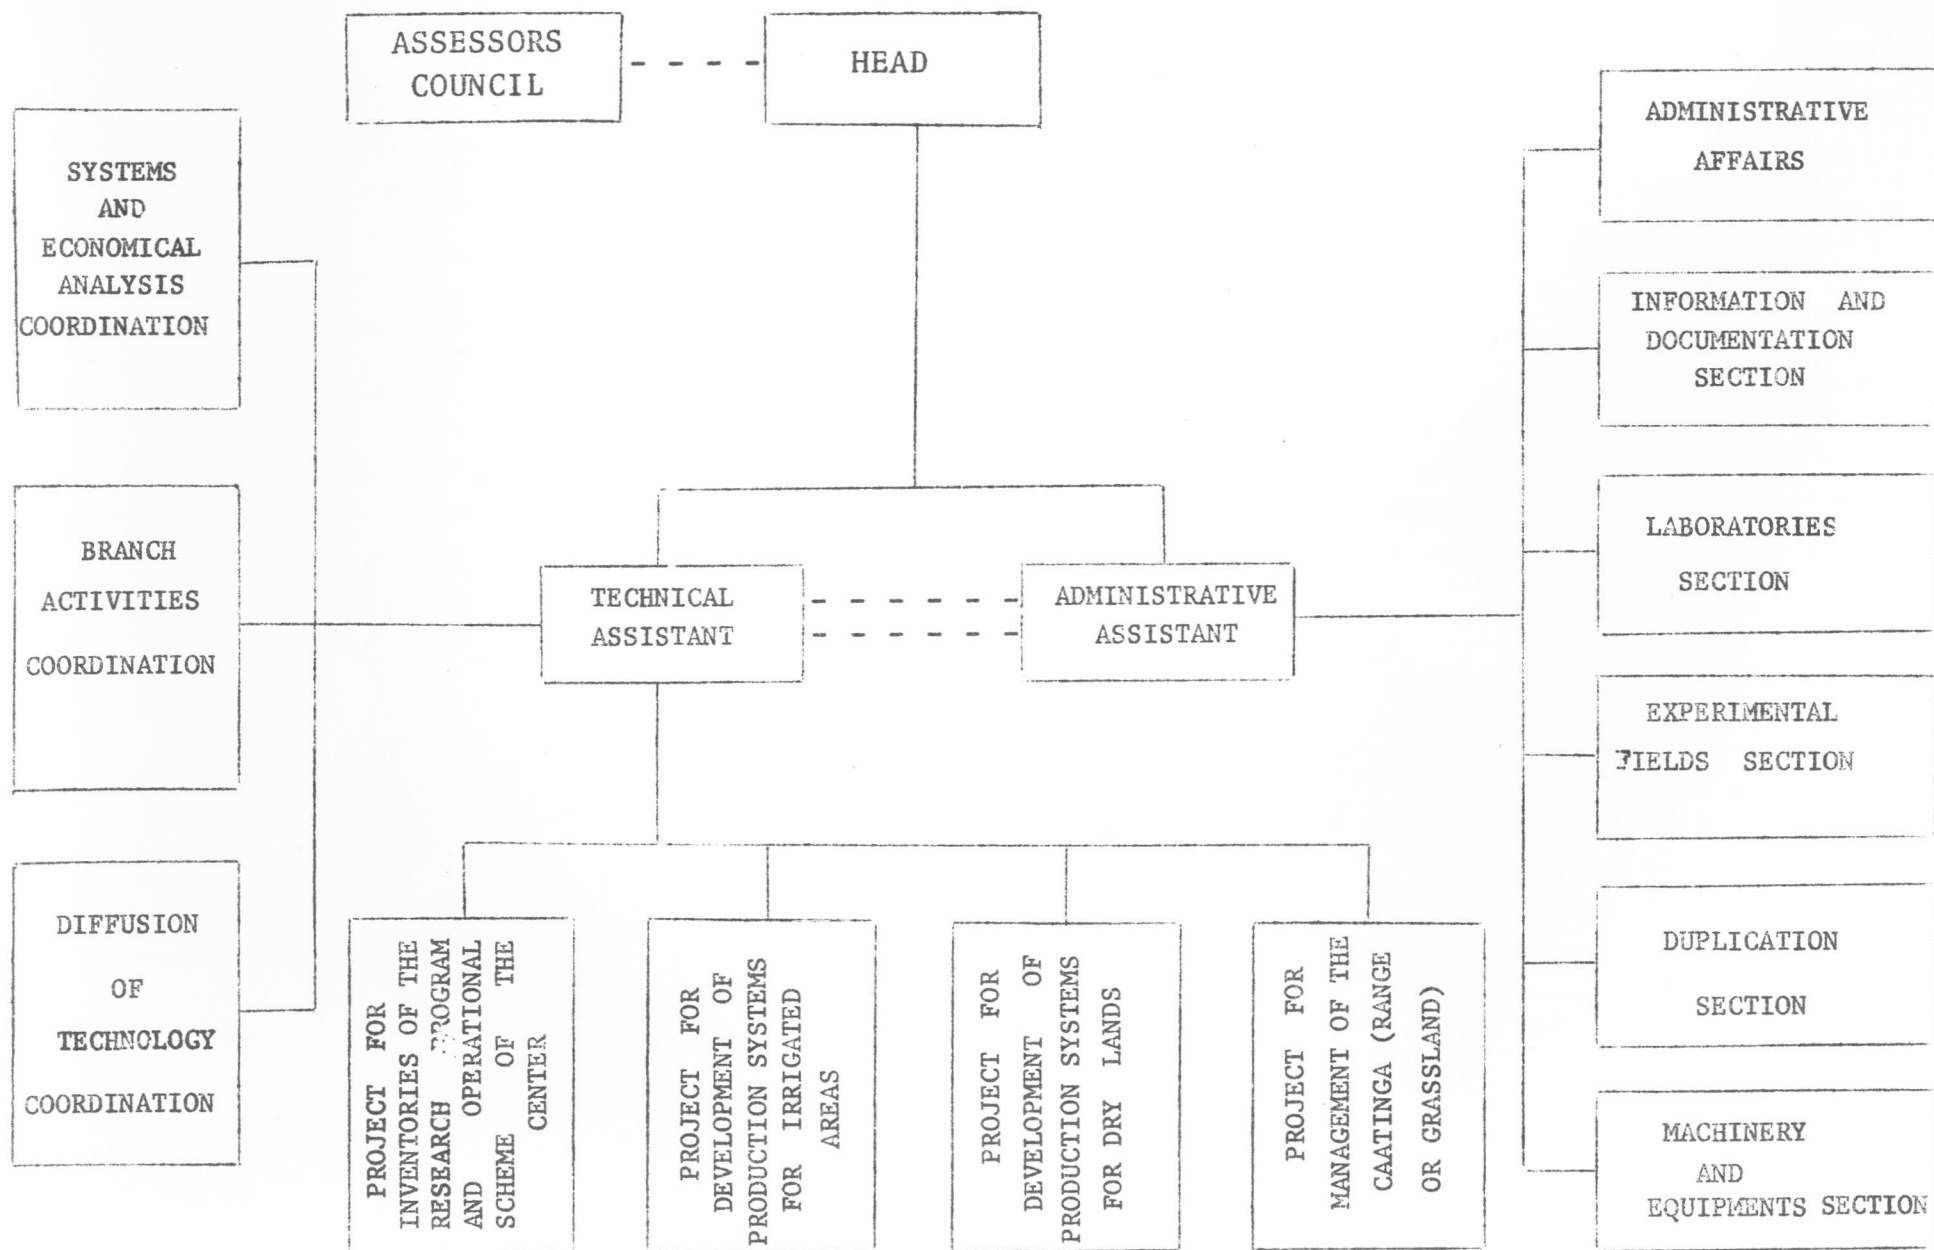 ASSESSORS
COUNCIL
HEAD
SYSTEMS
AND
ECONOMICAL
ANALYSIS
COORDINATION
BRANCH
ACTIVITIES
COORDINATION
DIFFUSION
OF
TECHNOLOGY
COORDINATION
TECHNICAL
ASSISTANT
ADMINISTRATIVE
ASSISTANT
PROJECT FOR
INVENTORIES OF THE
RESEARCH PROGRAM
AND OPERATIONAL
SCHEME OF THE
CENTER
PROJECT FOR
DEVELOPMENT OF
PRODUCTION SYSTEMS
FOR IRRIGATED
AREAS
PROJECT FOR
DEVELOPMENT OF
PRODUCTION SYSTEMS
FOR DRY LANDS
PROJECT FOR
MANAGEMENT OF THE
CAATINGA (RANGE
OR GRASSLAND)
ADMINISTRATIVE
AFFAIRS
INFORMATION AND
DOCUMENTATION
SECTION
LABORATORIES
SECTION
EXPERIMENTAL
FIELDS SECTION
DUPLICATION
SECTION
MACHINERY
AND
EQUIPMENTS SECTION